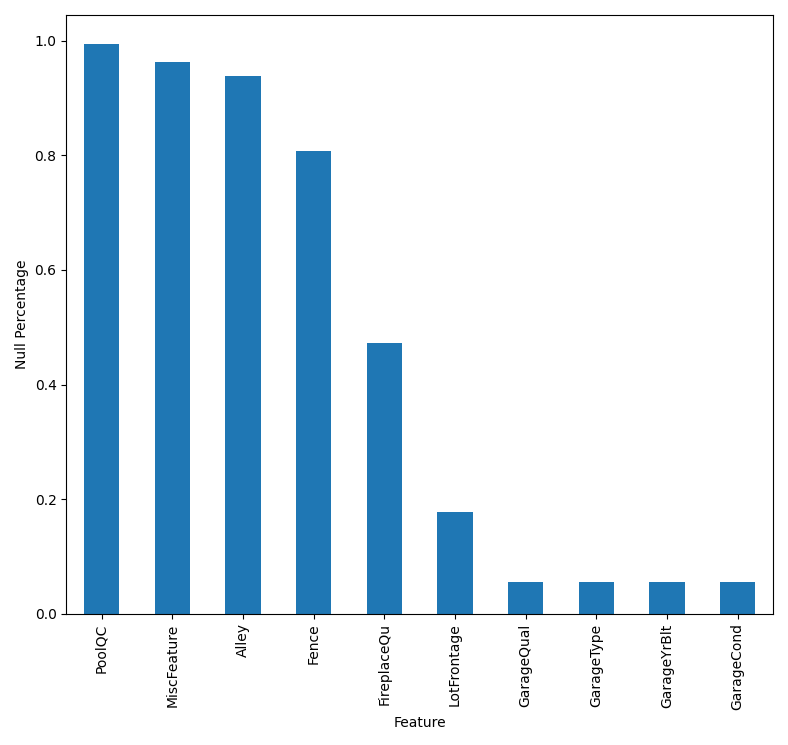 1.0
0.8
0.6
0.4
0.2
0.0
Null Percentage
PoolQC
MiscFeature
Alley
Fence
FireplaceQu
LotFrontage
GarageQual
GarageType
GarageYrBlt
GarageCond
Feature